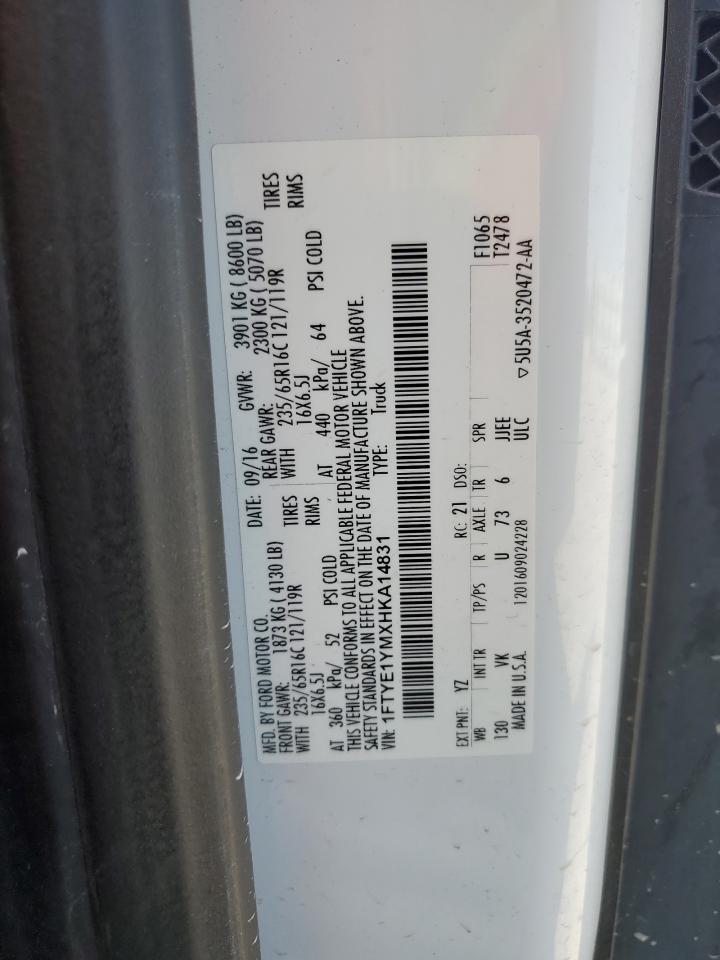 MFD. BY FORD MOTOR CO.   DATE: 09/16   GVWR: 3901 KG ( 8600 LB)
FRONT GAWR: 1873 KG ( 4130 LB)   REAR GAWR: 2300 KG ( 5070 LB)
WITH 235/65R16C 121/119R TIRES   WITH 235/65R16C 121/119R TIRES
16X6.5J RIMS   16X6.5J RIMS
AT 360 kPa/ 52 PSI COLD   AT 440 kPa/ 64 PSI COLD
THIS VEHICLE CONFORMS TO ALL APPLICABLE FEDERAL MOTOR VEHICLE
SAFETY STANDARDS IN EFFECT ON THE DATE OF MANUFACTURE SHOWN ABOVE.
VIN: 1FTYE1YMXHKA14831   TYPE: Truck
EXT PNT: YZ   RC: 21   DSO:
WB   INT TR   TP/PS   R   AXLE   TR   SPR   F1065
130   VK   U   73   6   JJEE   T2478
MADE IN U.S.A.   1201609024228   ULC
▽ 5U5A-3520472-AA